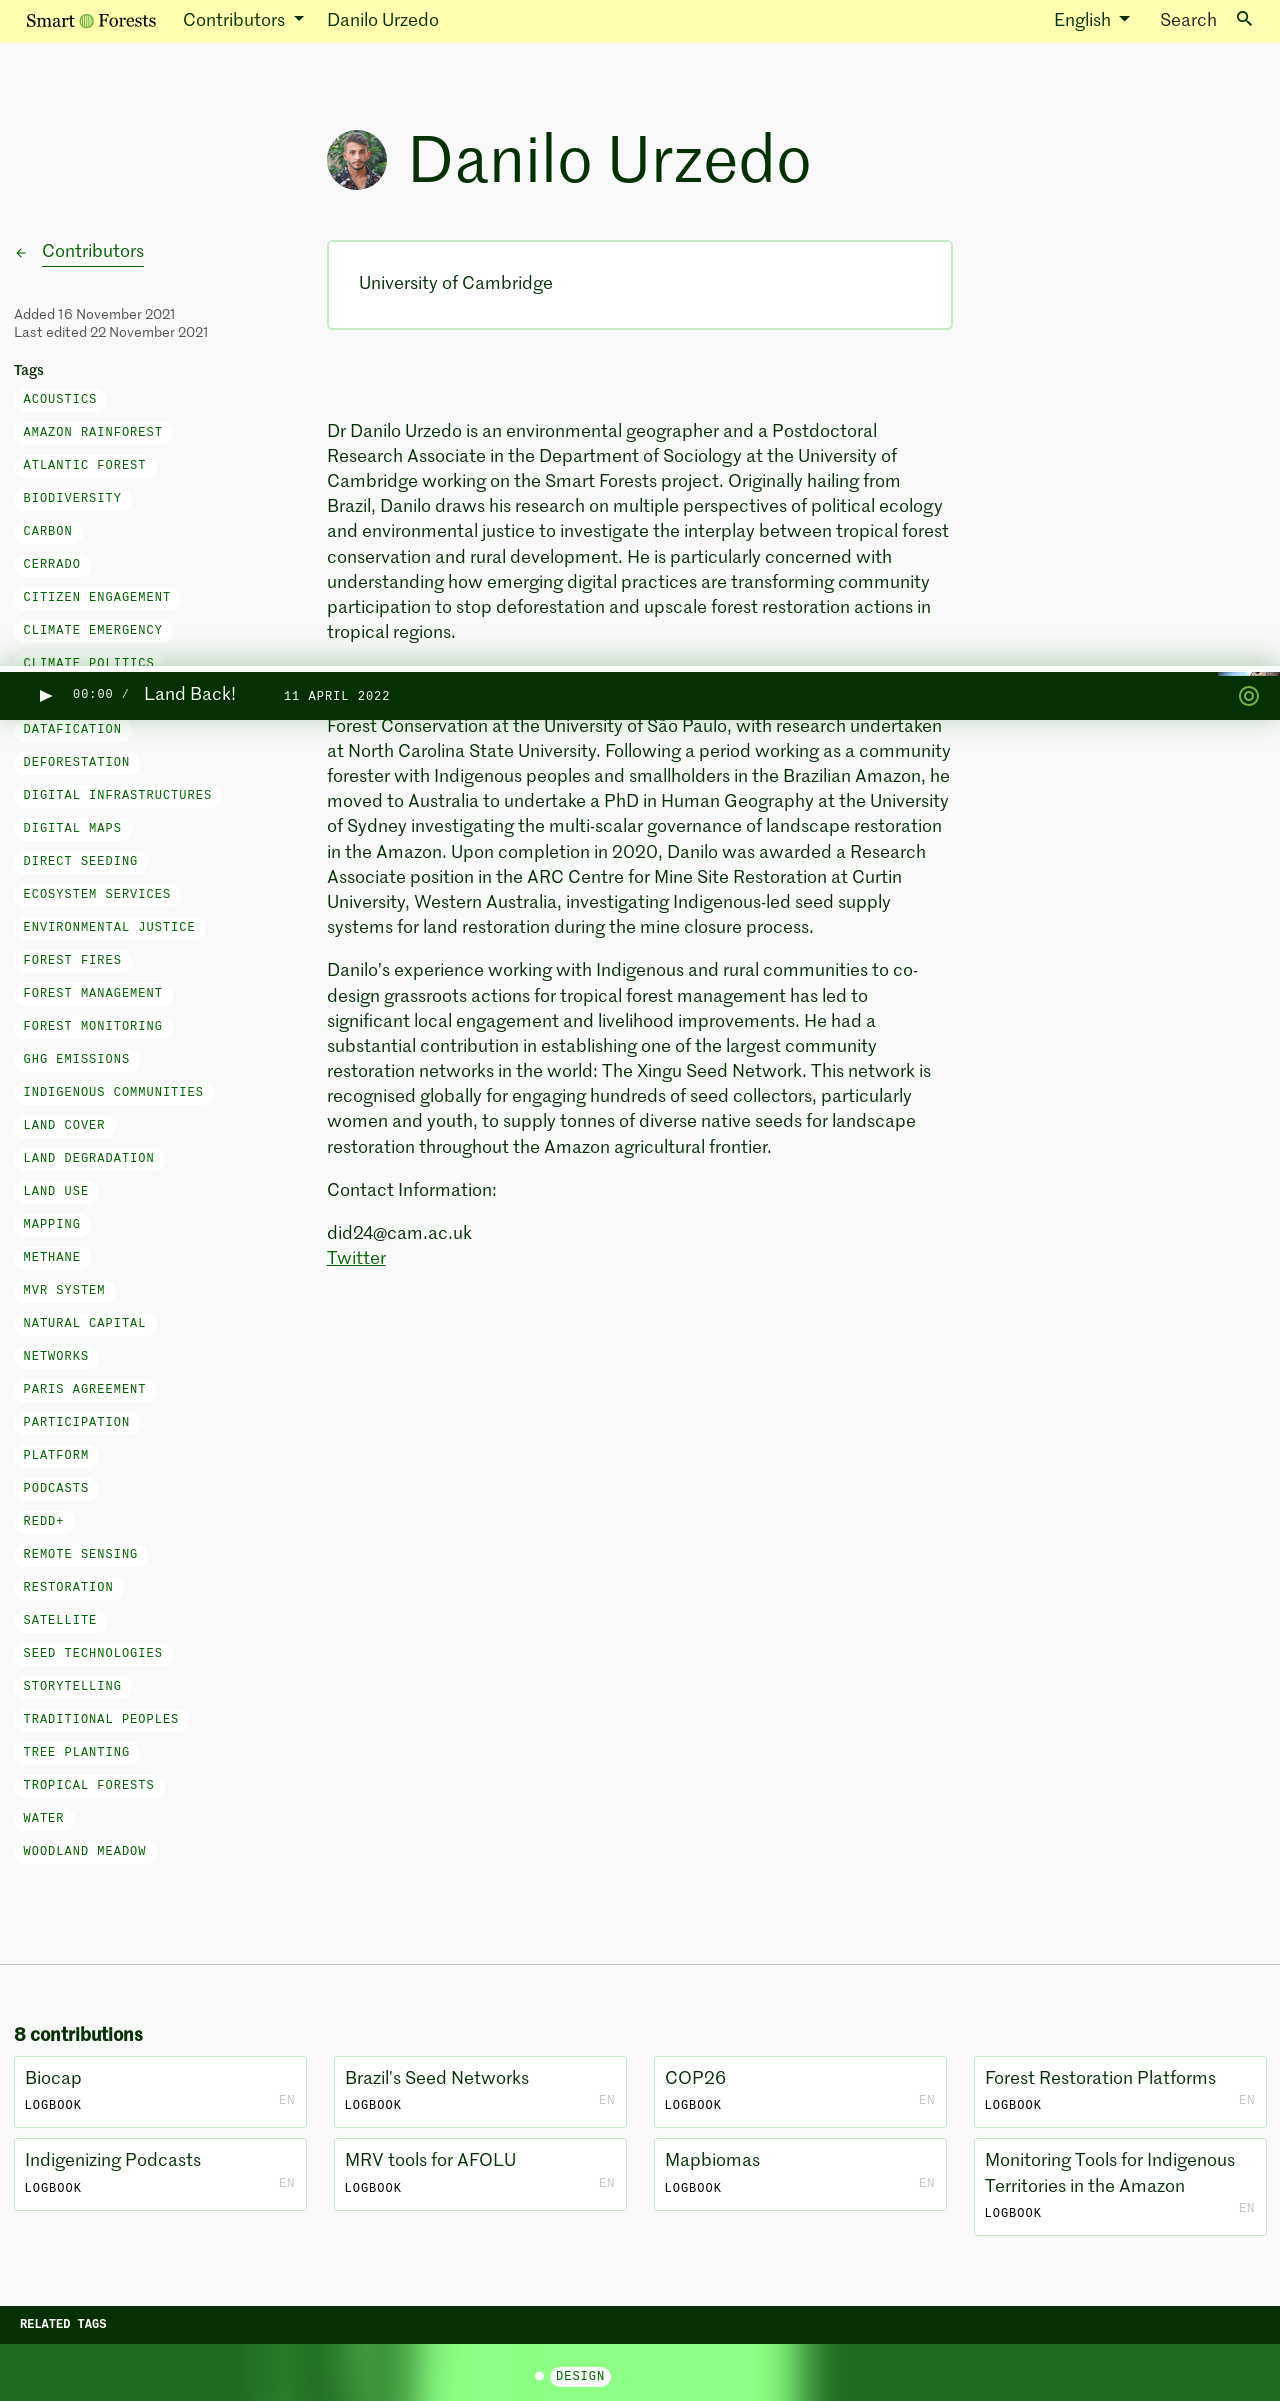 Smart Forests Contributors Danilo Urzedo English Search
Danilo Urzedo
Contributors
University of Cambridge
Added 16 November 2021
Last edited 22 November 2021
Tags
ACOUSTICS
AMAZON RAINFOREST
ATLANTIC FOREST
BIODIVERSITY
CARBON
CERRADO
CITIZEN ENGAGEMENT
CLIMATE EMERGENCY
CLIMATE POLITICS
Dr Danilo Urzedo is an environmental geographer and a Postdoctoral
Research Associate in the Department of Sociology at the University of
Cambridge working on the Smart Forests project. Originally hailing from
Brazil, Danilo draws his research on multiple perspectives of political ecology
and environmental justice to investigate the interplay between tropical forest
conservation and rural development. He is particularly concerned with
understanding how emerging digital practices are transforming community
participation to stop deforestation and upscale forest restoration actions in
tropical regions.
00:00 / Land Back! 11 APRIL 2022
DATAFICATION
DEFORESTATION
DIGITAL INFRASTRUCTURES
DIGITAL MAPS
DIRECT SEEDING
ECOSYSTEM SERVICES
ENVIRONMENTAL JUSTICE
FOREST FIRES
FOREST MANAGEMENT
FOREST MONITORING
GHG EMISSIONS
INDIGENOUS COMMUNITIES
LAND COVER
LAND DEGRADATION
LAND USE
MAPPING
METHANE
MVR SYSTEM
NATURAL CAPITAL
NETWORKS
PARIS AGREEMENT
PARTICIPATION
PLATFORM
PODCASTS
REDD+
REMOTE SENSING
RESTORATION
SATELLITE
SEED TECHNOLOGIES
STORYTELLING
TRADITIONAL PEOPLES
TREE PLANTING
TROPICAL FORESTS
WATER
WOODLAND MEADOW
Forest Conservation at the University of São Paulo, with research undertaken
at North Carolina State University. Following a period working as a community
forester with Indigenous peoples and smallholders in the Brazilian Amazon, he
moved to Australia to undertake a PhD in Human Geography at the University
of Sydney investigating the multi-scalar governance of landscape restoration
in the Amazon. Upon completion in 2020, Danilo was awarded a Research
Associate position in the ARC Centre for Mine Site Restoration at Curtin
University, Western Australia, investigating Indigenous-led seed supply
systems for land restoration during the mine closure process.
Danilo’s experience working with Indigenous and rural communities to co-
design grassroots actions for tropical forest management has led to
significant local engagement and livelihood improvements. He had a
substantial contribution in establishing one of the largest community
restoration networks in the world: The Xingu Seed Network. This network is
recognised globally for engaging hundreds of seed collectors, particularly
women and youth, to supply tonnes of diverse native seeds for landscape
restoration throughout the Amazon agricultural frontier.
Contact Information:
did24@cam.ac.uk
Twitter
8 contributions
Biocap
LOGBOOK EN
Brazil's Seed Networks
LOGBOOK EN
COP26
LOGBOOK EN
Forest Restoration Platforms
LOGBOOK EN
Indigenizing Podcasts
LOGBOOK EN
MRV tools for AFOLU
LOGBOOK EN
Mapbiomas
LOGBOOK EN
Monitoring Tools for Indigenous
Territories in the Amazon
LOGBOOK EN
RELATED TAGS
DESIGN